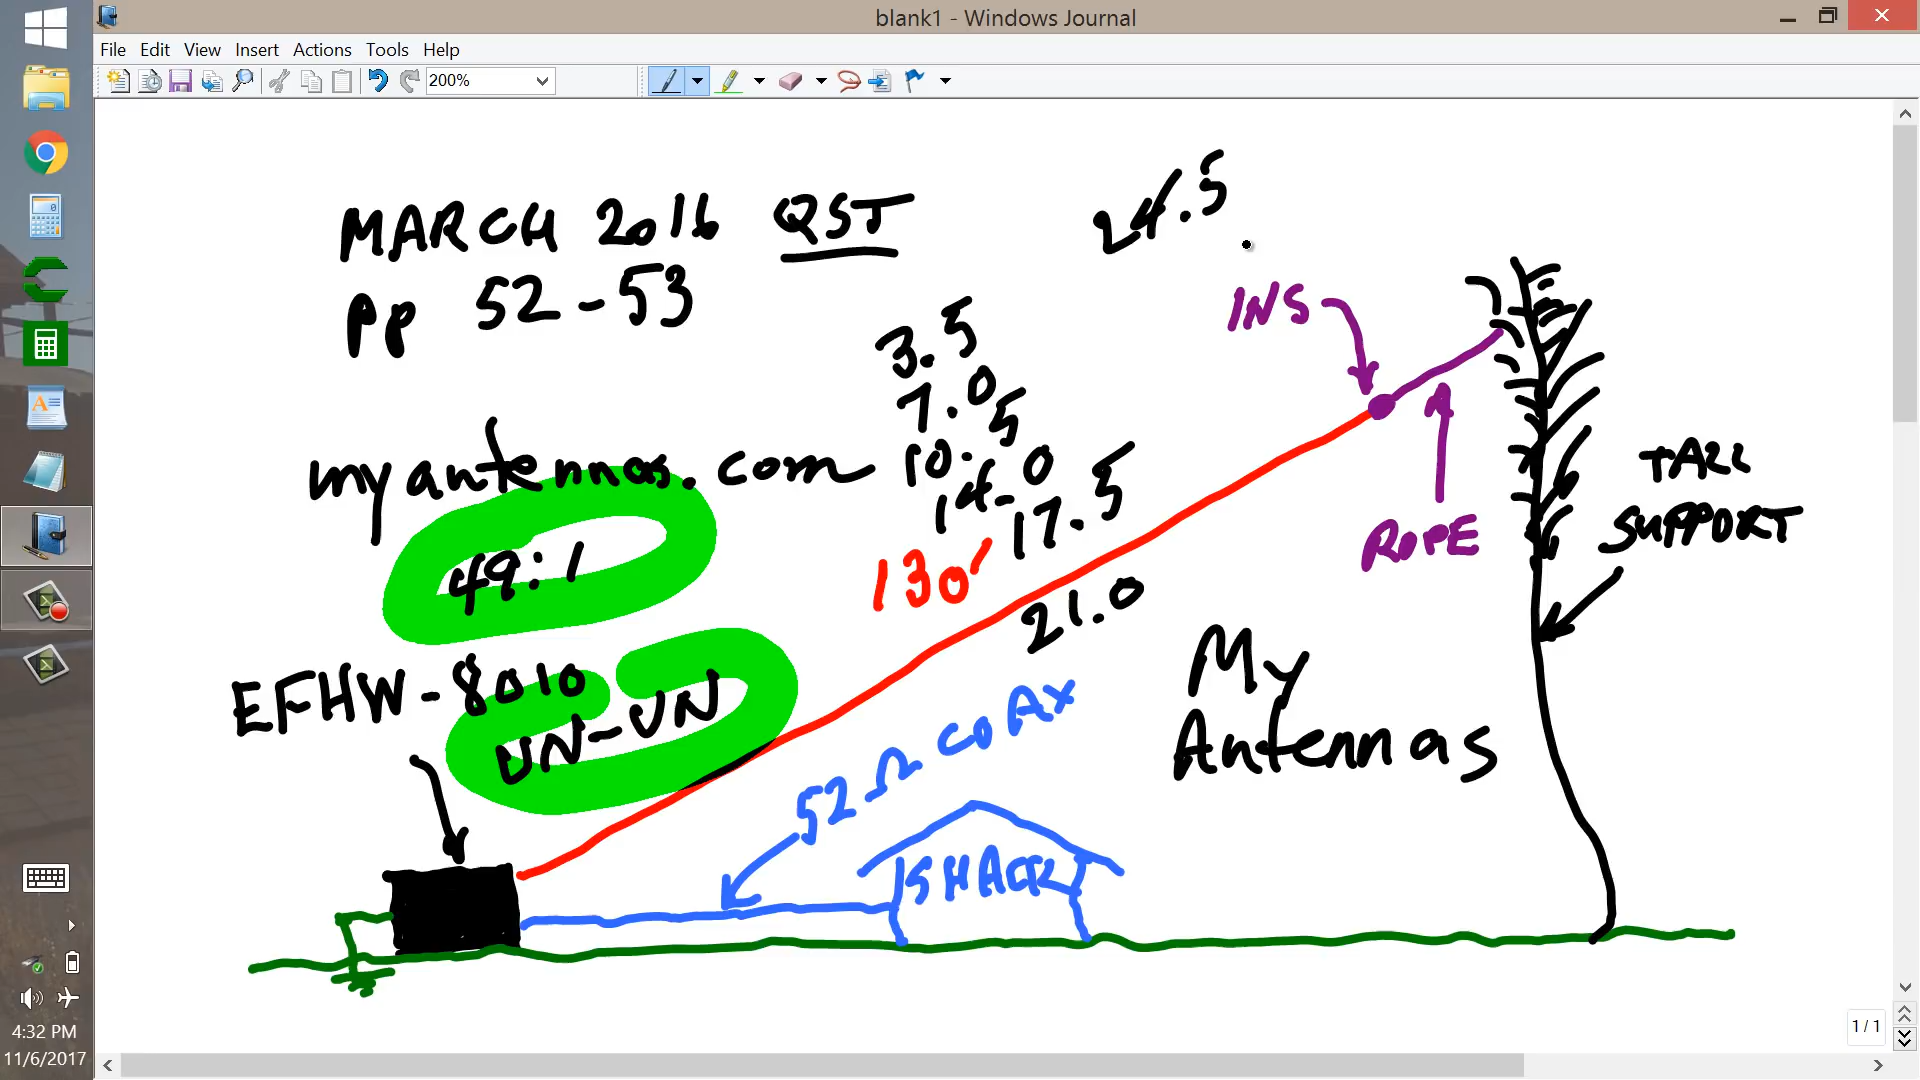 blank1 - Windows Journal
File Edit View Insert Actions Tools Help
200%
MARCH 2016 QST
pp 52-53
24.5
INS
3.5
7.0
10.5
14.0
17.5
21.0
myantennas.com
49:1
130'
ROPE
TALL
SUPPORT
EFHW-8010
UN-UN
52 Ω COAX
My
Antennas
SHACK
1 / 1
4:32 PM
11/6/2017